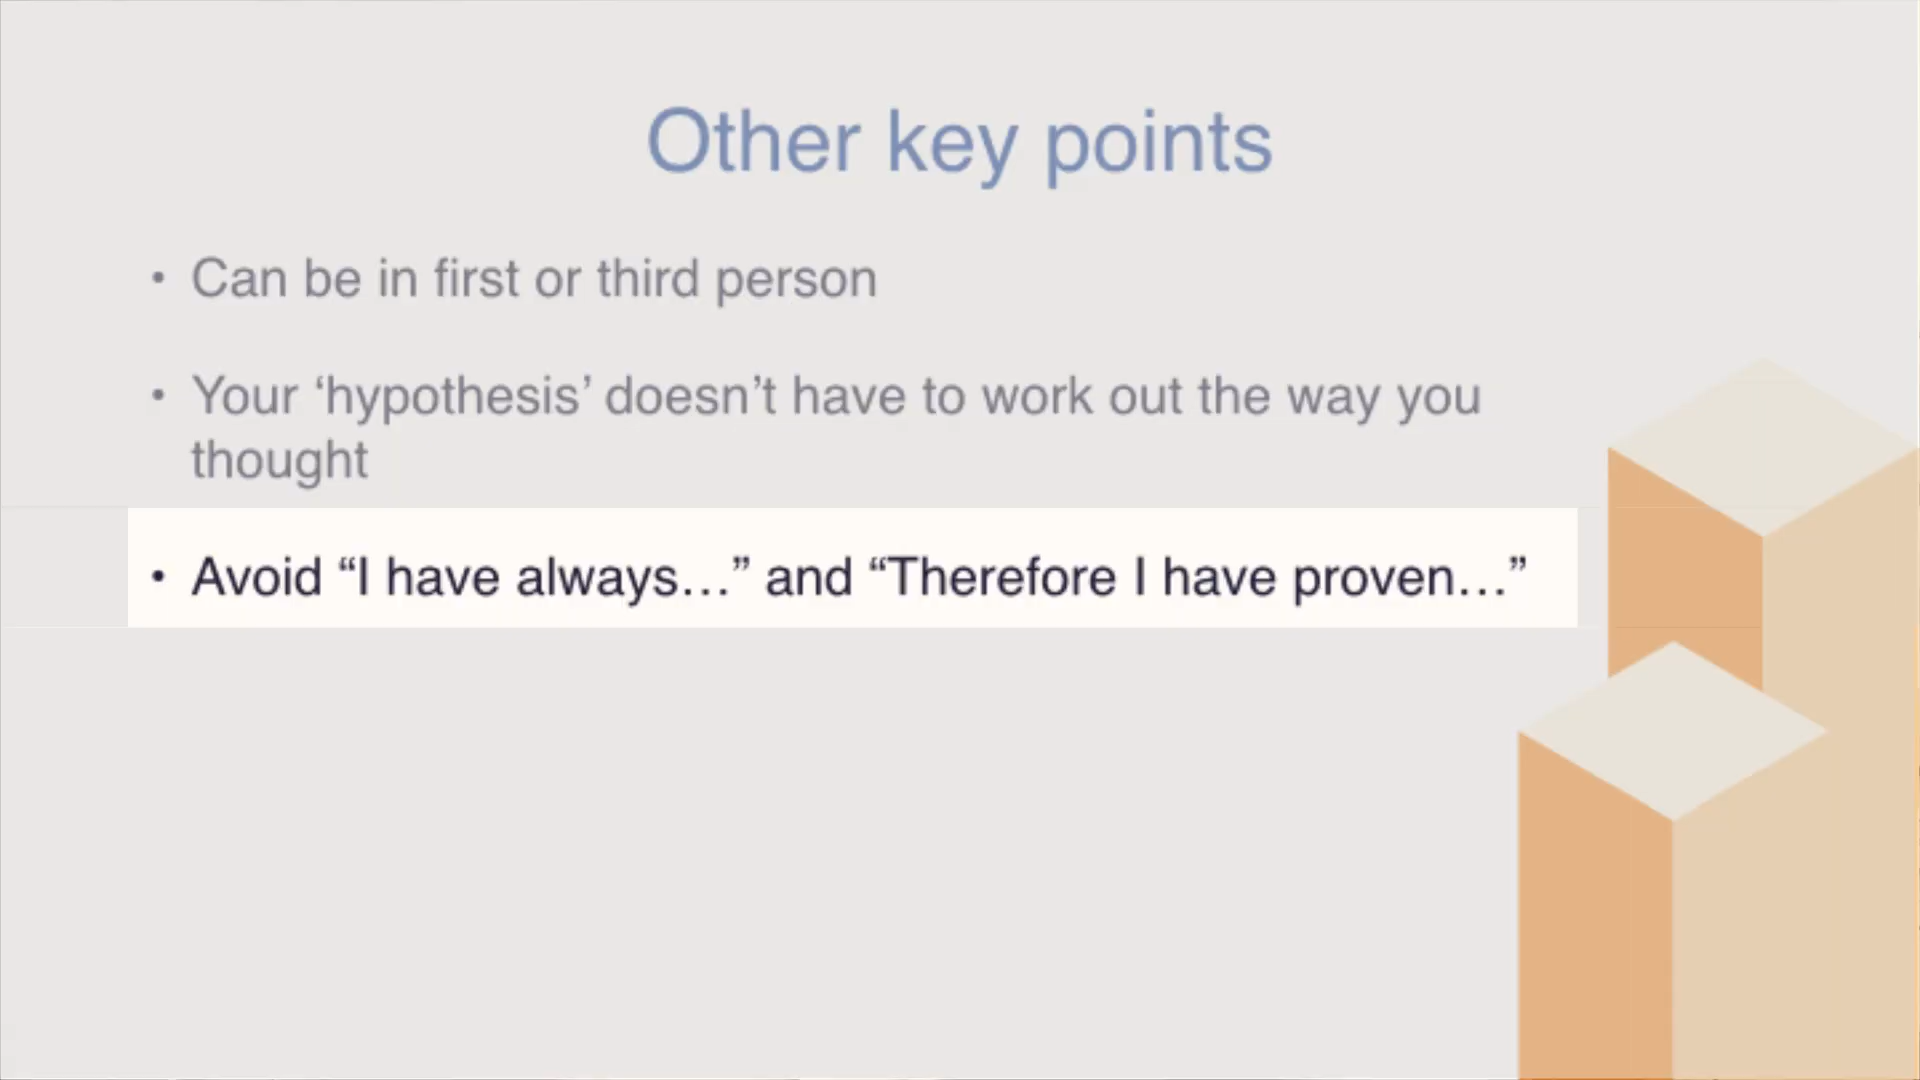 Other key points
• Can be in first or third person
• Your ‘hypothesis’ doesn’t have to work out the way you
thought
• Avoid “I have always…” and “Therefore I have proven…”